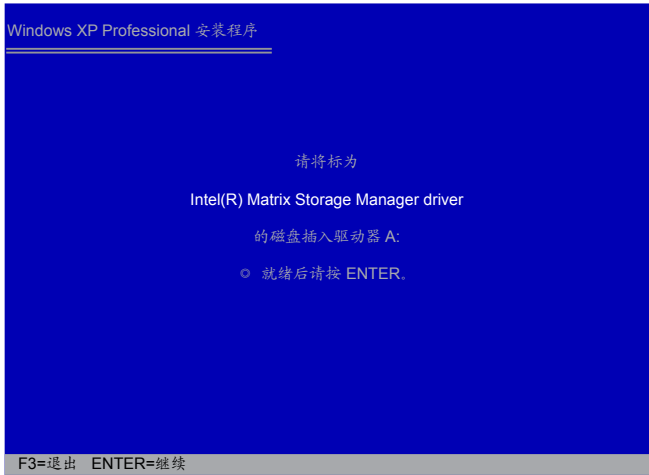 Windows XP Professional 安装程序
请将标为
Intel(R) Matrix Storage Manager driver
的磁盘插入驱动器 A:
◎ 就绪后请按 ENTER。
F3=退出 ENTER=继续